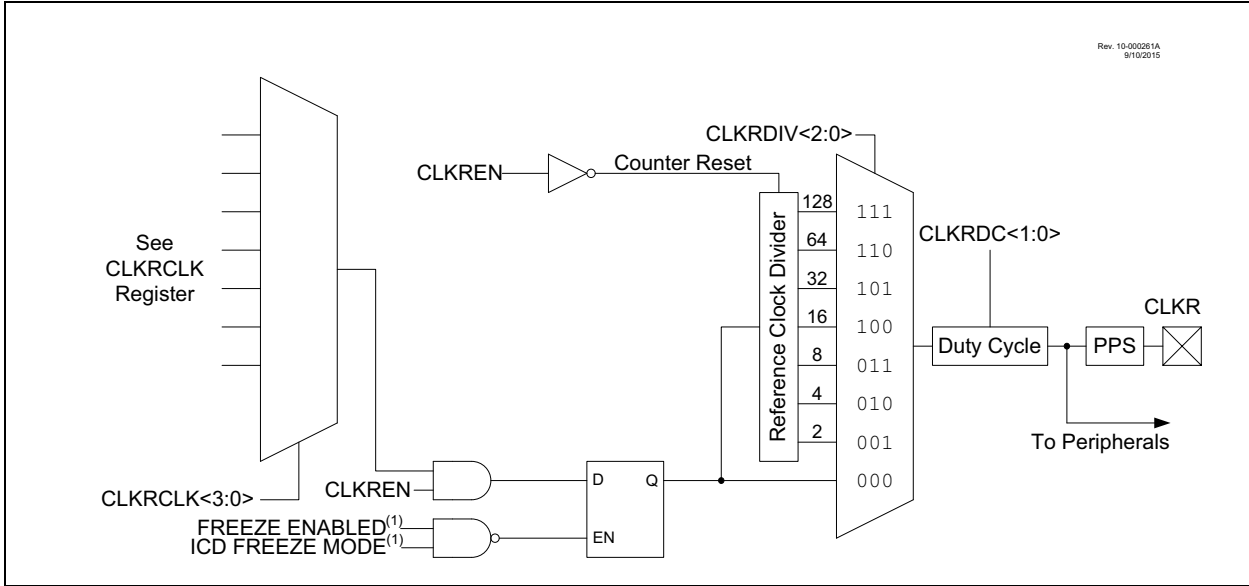 Rev. 10-000261A
9/10/2015
CLKRDIV<2:0>
CLKREN
Counter Reset
See
CLKRCLK
Register
Reference Clock Divider
128
64
32
16
8
4
2
111
110
101
100
011
010
001
000
CLKRDC<1:0>
Duty Cycle
PPS
CLKR
To Peripherals
CLKRCLK<3:0>
CLKREN
D
Q
EN
FREEZE ENABLED(1)
ICD FREEZE MODE(1)